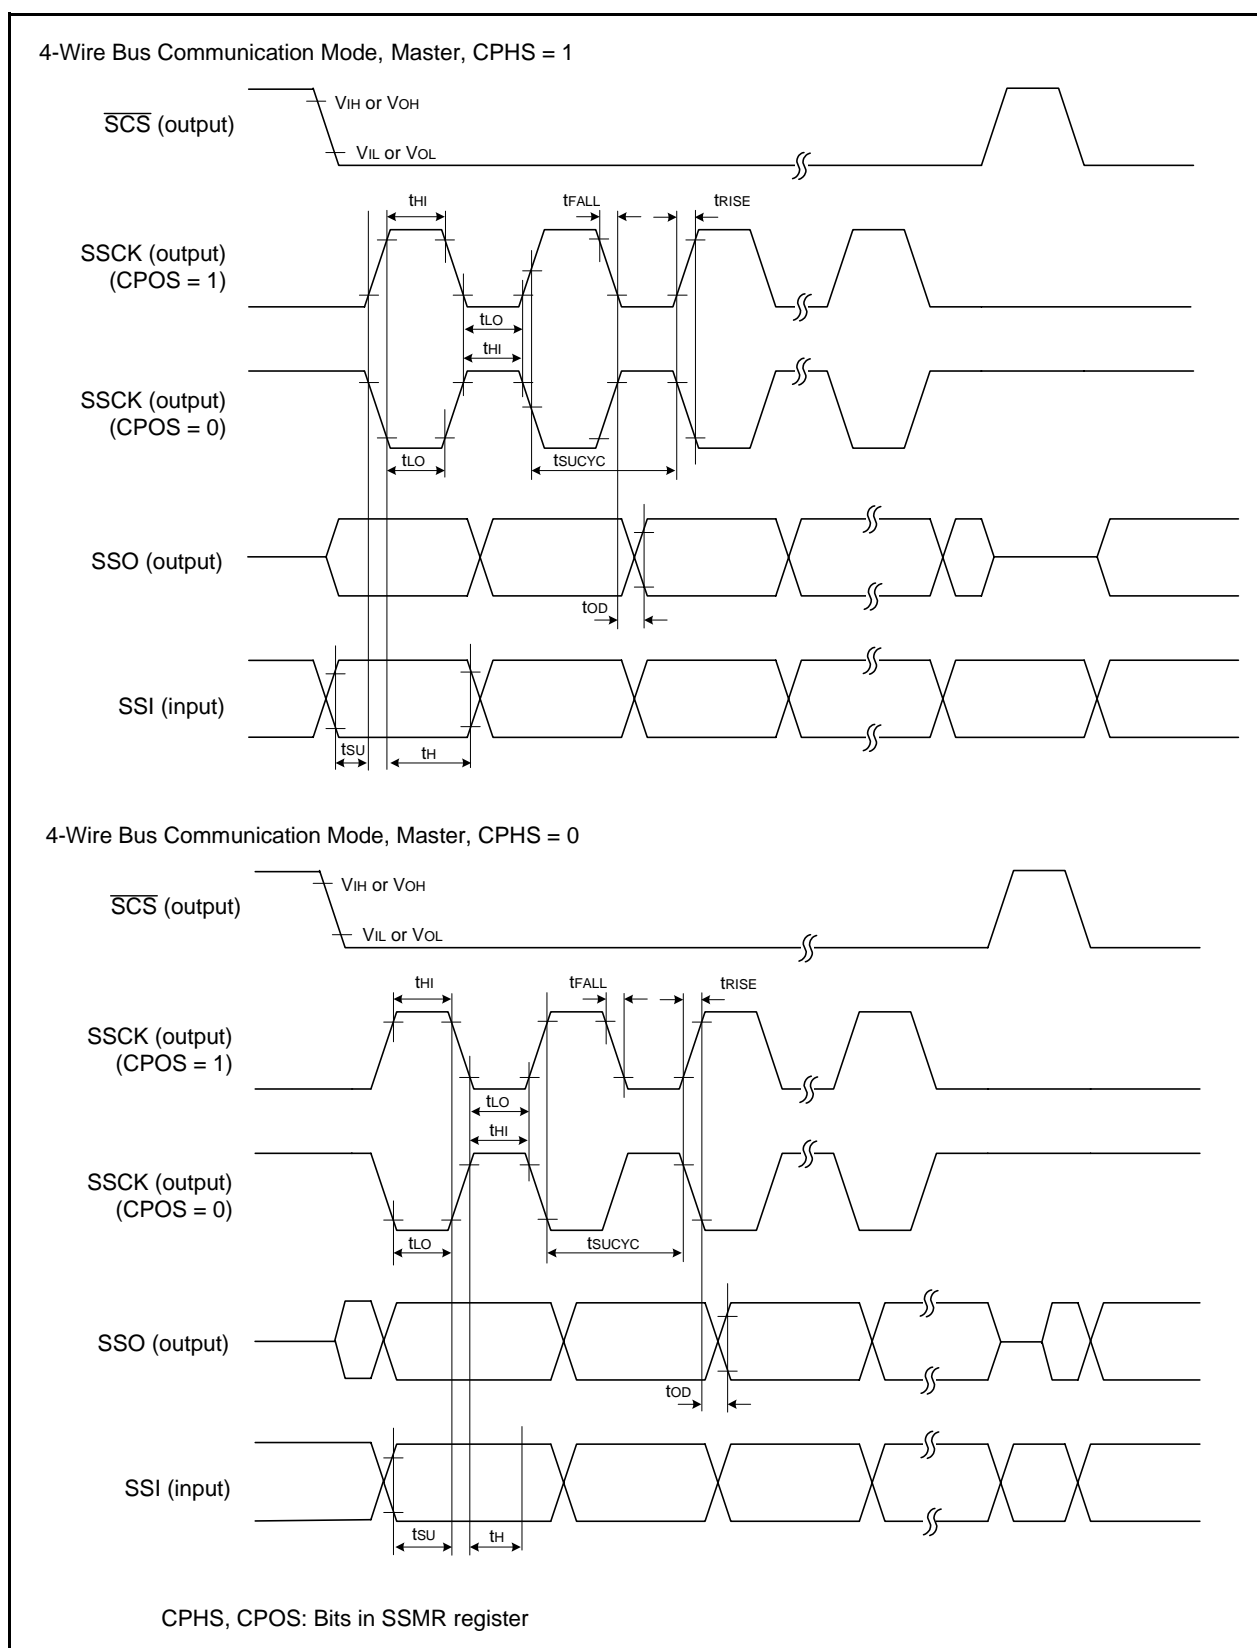 4-Wire Bus Communication Mode, Master, CPHS = 1
VIH or VOH
SCS (output)
VIL or VOL
tHI
tFALL
tRISE
SSCK (output)
(CPOS = 1)
tLO
tHI
SSCK (output)
(CPOS = 0)
tLO
tSUCYC
SSO (output)
tOD
SSI (input)
tSU
tH
4-Wire Bus Communication Mode, Master, CPHS = 0
VIH or VOH
SCS (output)
VIL or VOL
tHI
tFALL
tRISE
SSCK (output)
(CPOS = 1)
tLO
tHI
SSCK (output)
(CPOS = 0)
tLO
tSUCYC
SSO (output)
tOD
SSI (input)
tSU
tH
CPHS, CPOS: Bits in SSMR register